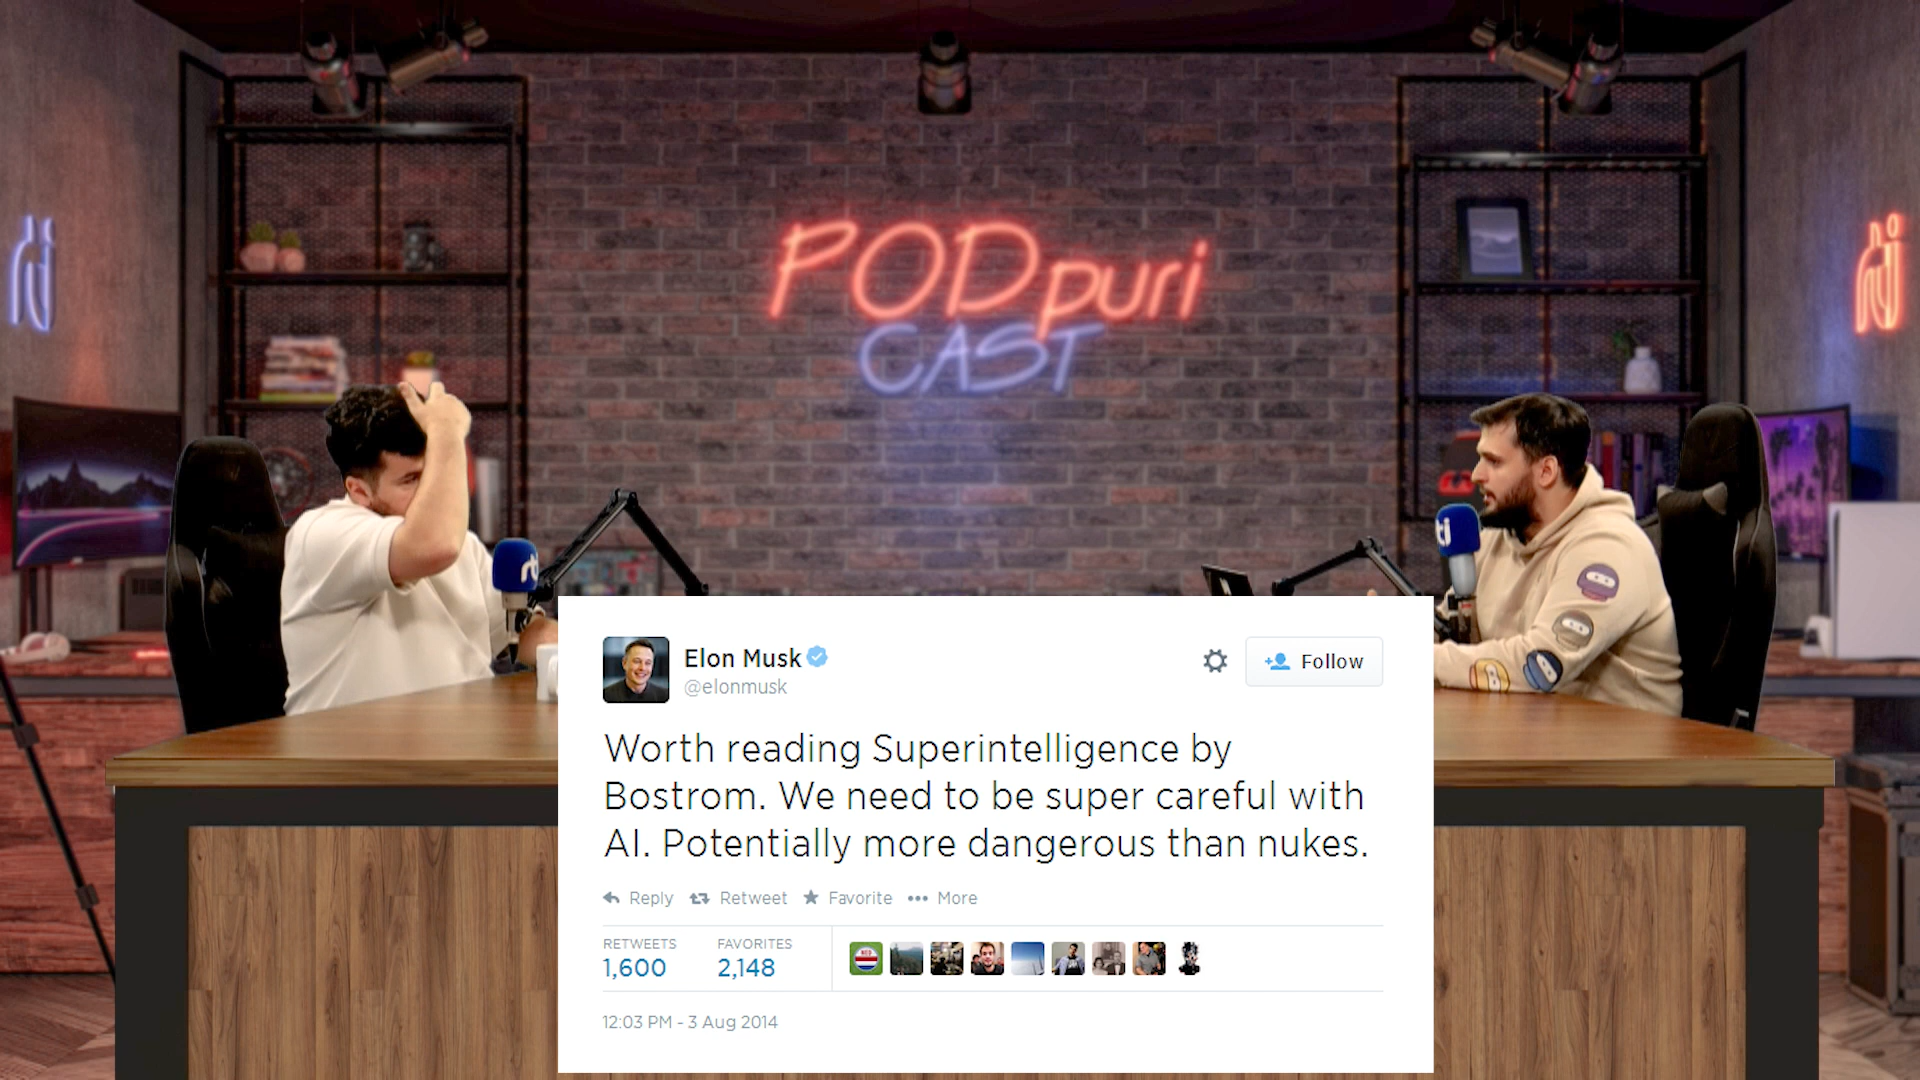 PODpuri
CAST
Elon Musk
@elonmusk
Follow
Worth reading Superintelligence by
Bostrom. We need to be super careful with
AI. Potentially more dangerous than nukes.
Reply Retweet Favorite More
RETWEETS FAVORITES
1,600 2,148
12:03 PM - 3 Aug 2014